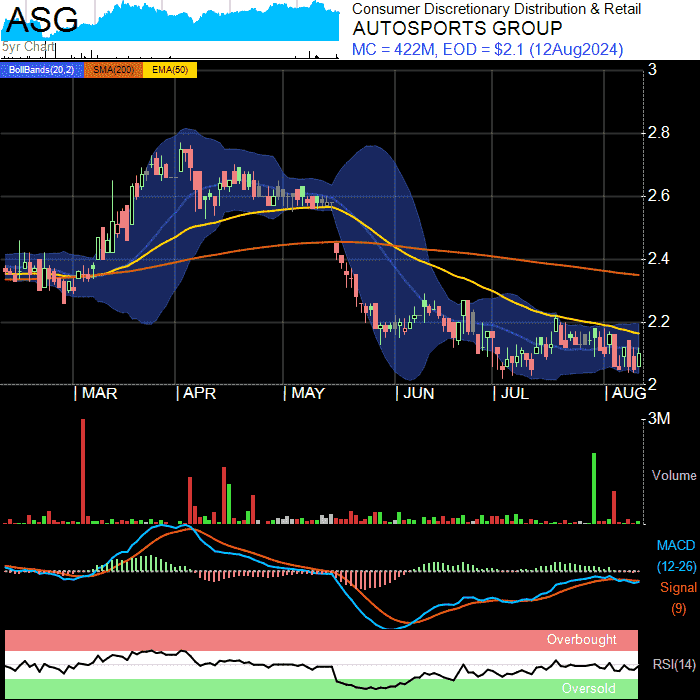 ASG
5yr Chart
Consumer Discretionary Distribution & Retail
AUTOSPORTS GROUP
MC = 422M, EOD = $2.1 (12Aug2024)
BollBands(20,2) SMA(200) EMA(50)
3
2.8
2.6
2.4
2.2
2
MAR APR MAY JUN JUL AUG
3M
Volume
MACD
(12-26)
Signal
(9)
Overbought
RSI(14)
Oversold